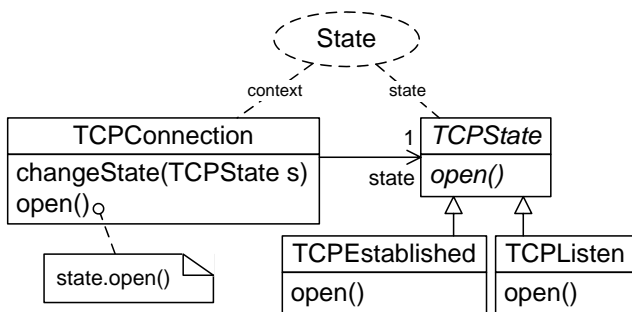 State
context
state
TCPConnection
changeState(TCPState s)
open()
1
state
TCPState
open()
state.open()
TCPEstablished
open()
TCPListen
open()